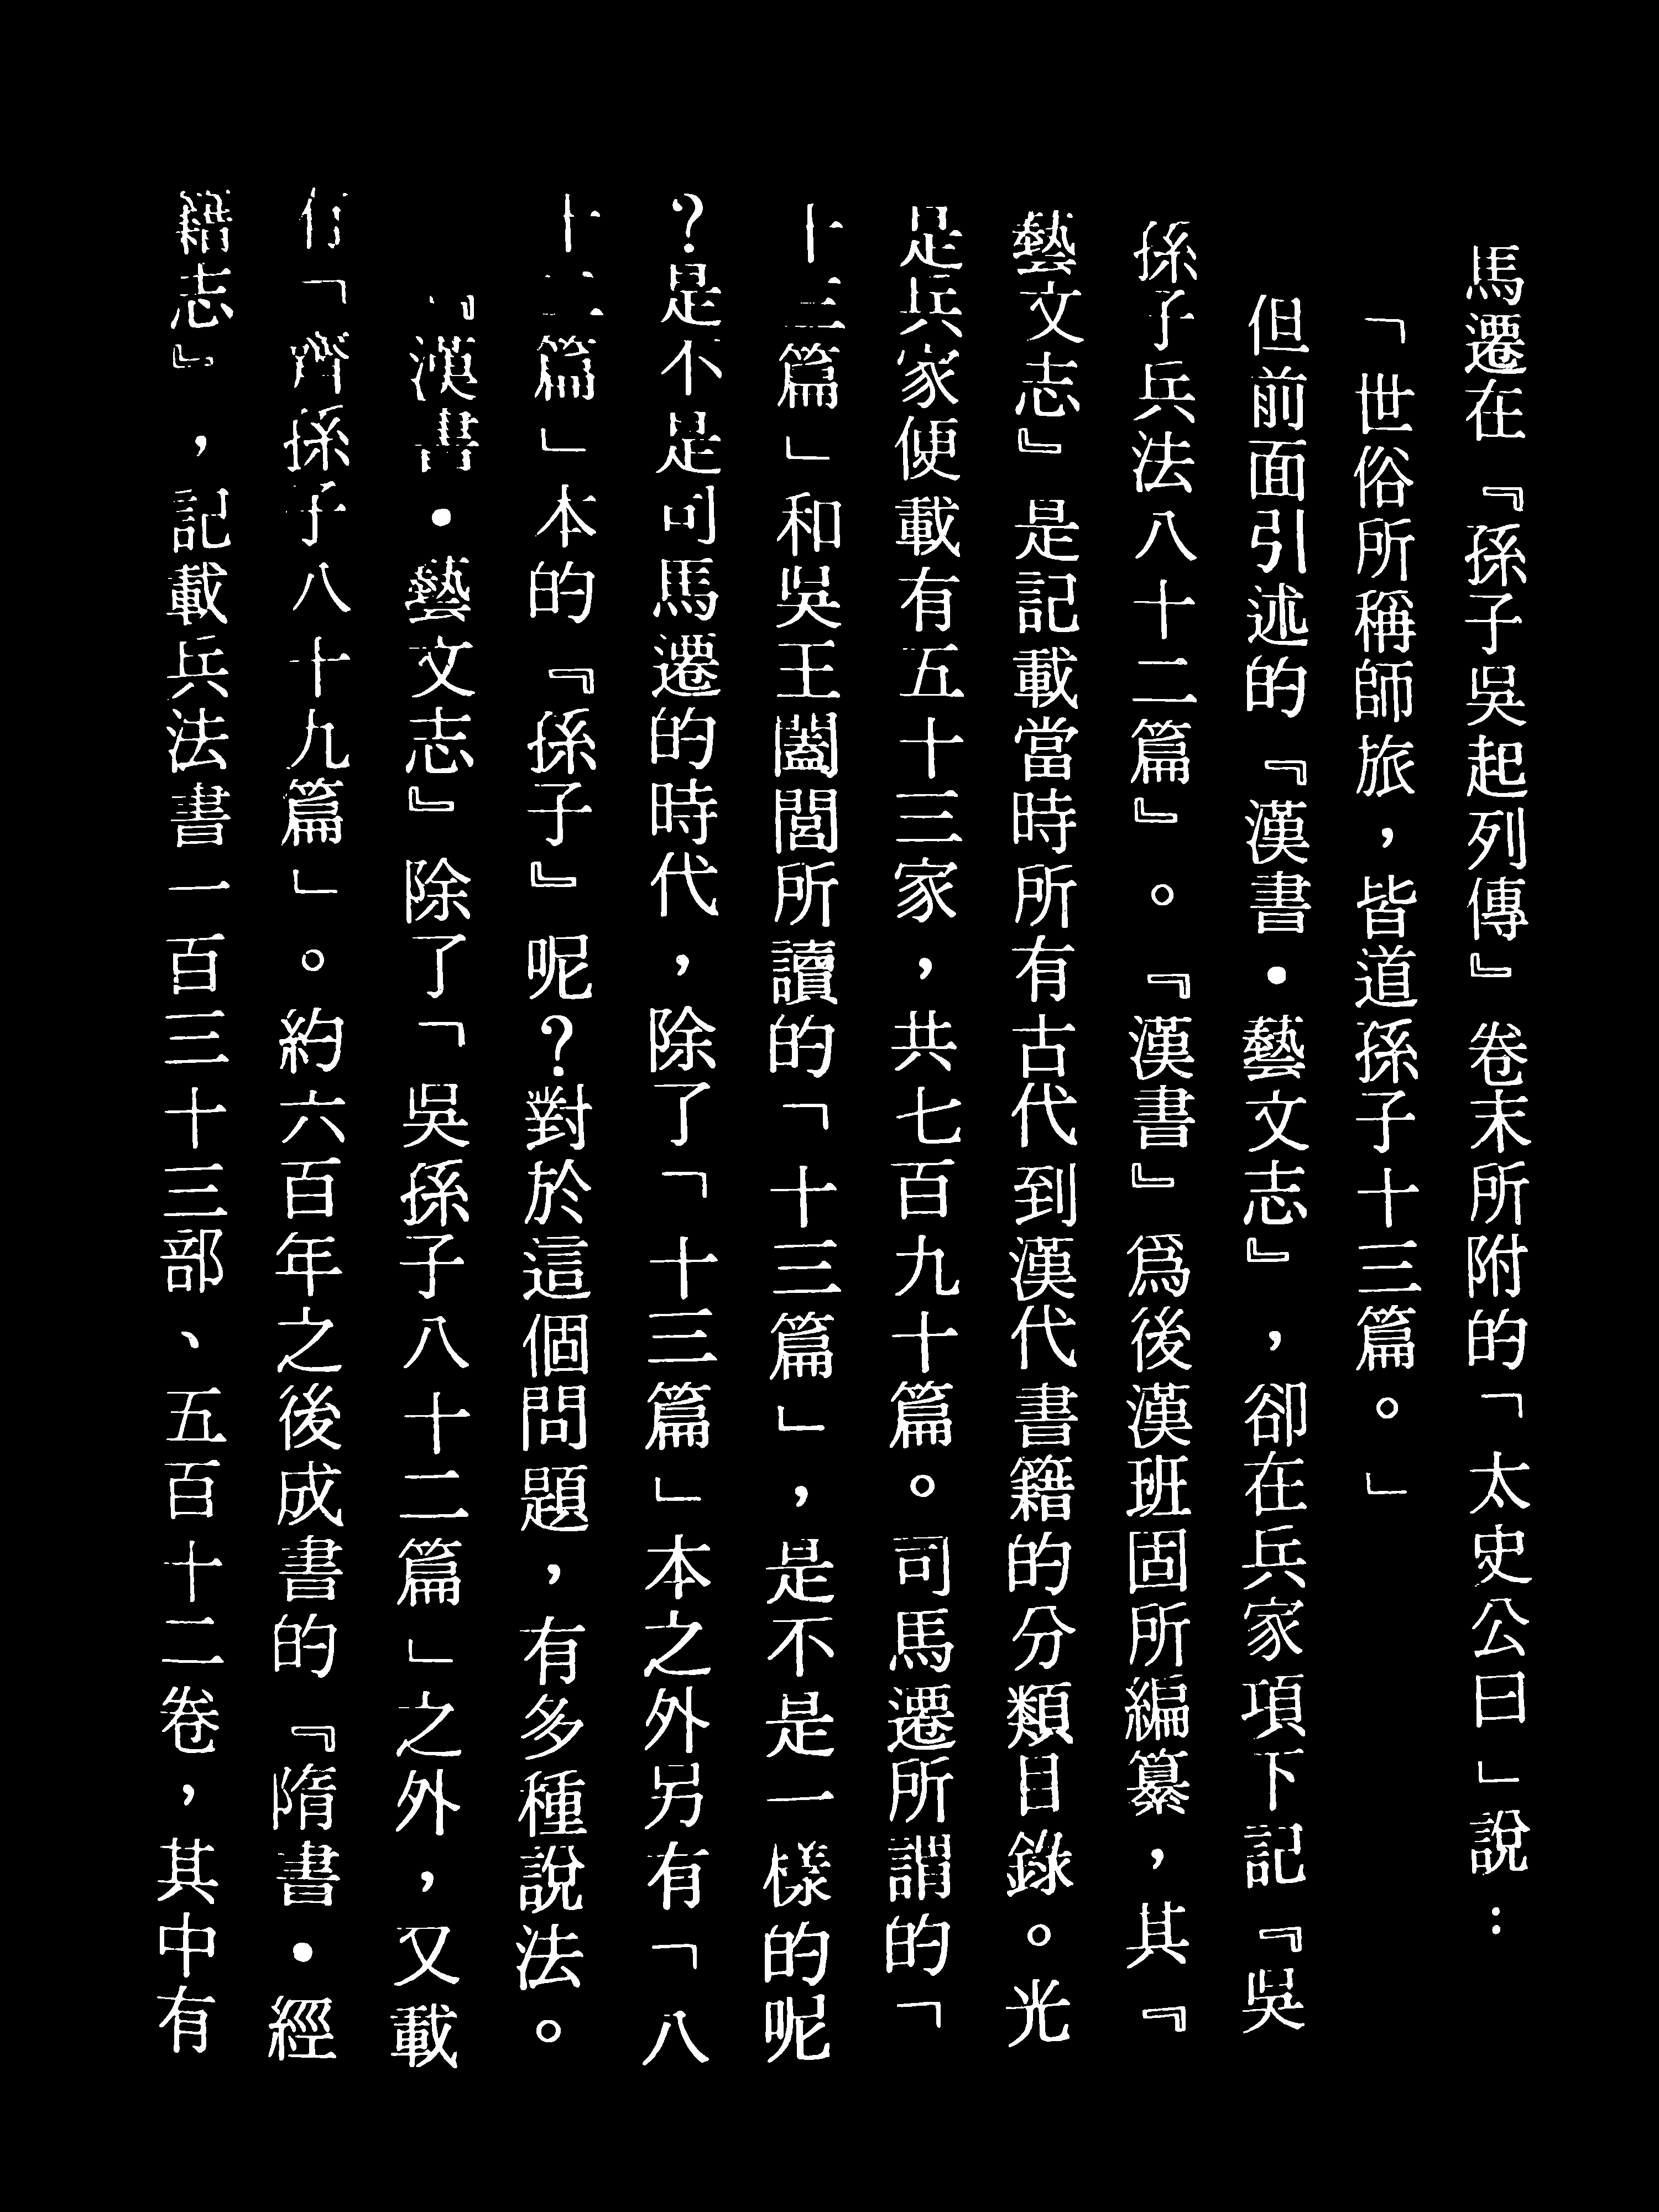 馬遷在『孫子吳起列傳』卷末所附的「太史公曰」說：
「世俗所稱師旅，皆道孫子十三篇。」
但前面引述的『漢書・藝文志』，卻在兵家項下記『吳
孫子兵法八十二篇』。『漢書』爲後漢班固所編纂，其『
藝文志』是記載當時所有古代到漢代書籍的分類目錄。光
是兵家便載有五十三家，共七百九十篇。司馬遷所謂的「
十三篇」和吳王闔閭所讀的「十三篇」，是不是一樣的呢
？是不是司馬遷的時代，除了「十三篇」本之外另有「八
十二篇」本的『孫子』呢？對於這個問題，有多種說法。
『漢書・藝文志』除了「吳孫子八十二篇」之外，又載
有「齊孫子八十九篇」。約六百年之後成書的『隋書・經
籍志』，記載兵法書一百三十三部、五百十二卷，其中有